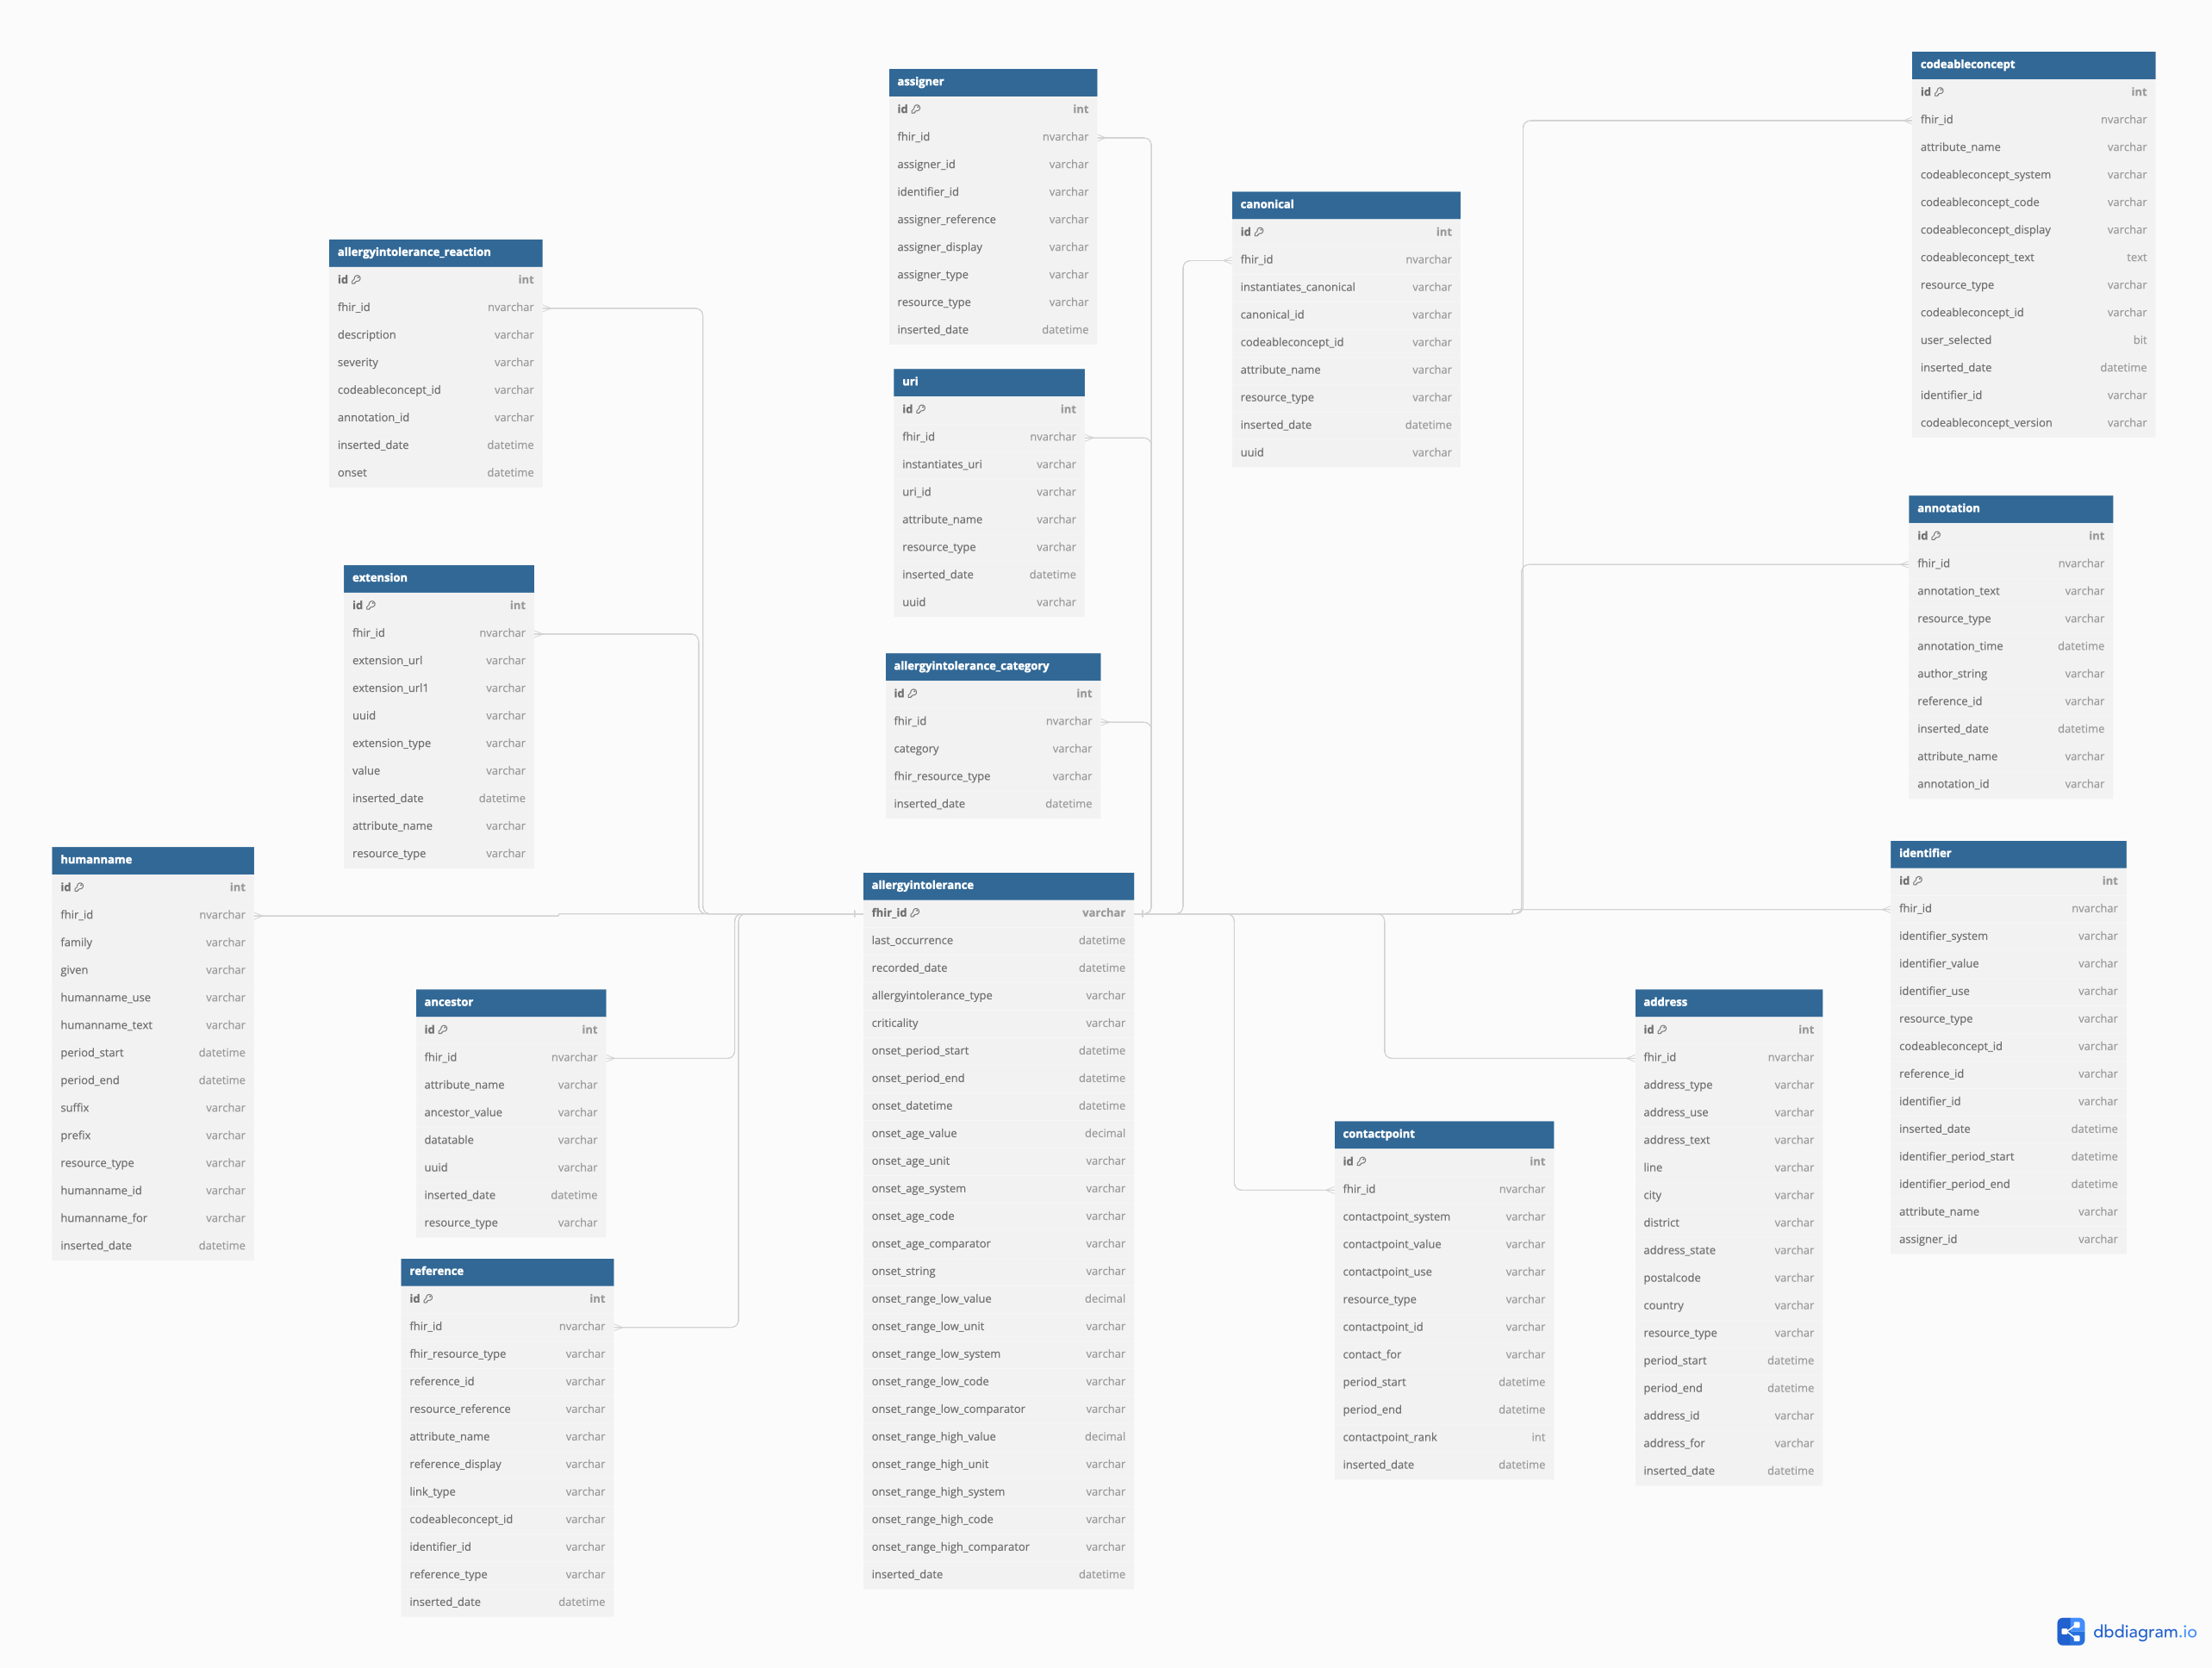 assigner
id int
fhir_id nvarchar
assigner_id varchar
identifier_id varchar
assigner_reference varchar
assigner_display varchar
assigner_type varchar
resource_type varchar
inserted_date datetime
codeableconcept
id int
fhir_id nvarchar
attribute_name varchar
codeableconcept_system varchar
codeableconcept_code varchar
codeableconcept_display varchar
codeableconcept_text text
resource_type varchar
codeableconcept_id varchar
user_selected bit
inserted_date datetime
identifier_id varchar
codeableconcept_version varchar
canonical
id int
fhir_id nvarchar
instantiates_canonical varchar
canonical_id varchar
codeableconcept_id varchar
attribute_name varchar
resource_type varchar
inserted_date datetime
uuid varchar
allergyintolerance_reaction
id int
fhir_id nvarchar
description varchar
severity varchar
codeableconcept_id varchar
annotation_id varchar
inserted_date datetime
onset datetime
uri
id int
fhir_id nvarchar
instantiates_uri varchar
uri_id varchar
attribute_name varchar
resource_type varchar
inserted_date datetime
uuid varchar
annotation
id int
fhir_id nvarchar
annotation_text varchar
resource_type varchar
annotation_time datetime
author_string varchar
reference_id varchar
inserted_date datetime
attribute_name varchar
annotation_id varchar
extension
id int
fhir_id nvarchar
extension_url varchar
extension_url1 varchar
uuid varchar
extension_type varchar
value varchar
inserted_date datetime
attribute_name varchar
resource_type varchar
allergyintolerance_category
id int
fhir_id nvarchar
category varchar
fhir_resource_type varchar
inserted_date datetime
humanname
id int
fhir_id nvarchar
family varchar
given varchar
humanname_use varchar
humanname_text varchar
period_start datetime
period_end datetime
suffix varchar
prefix varchar
resource_type varchar
humanname_id varchar
humanname_for varchar
inserted_date datetime
allergyintolerance
fhir_id varchar
last_occurrence datetime
recorded_date datetime
allergyintolerance_type varchar
criticality varchar
onset_period_start datetime
onset_period_end datetime
onset_datetime datetime
onset_age_value decimal
onset_age_unit varchar
onset_age_system varchar
onset_age_code varchar
onset_age_comparator varchar
onset_string varchar
onset_range_low_value decimal
onset_range_low_unit varchar
onset_range_low_system varchar
onset_range_low_code varchar
onset_range_low_comparator varchar
onset_range_high_value decimal
onset_range_high_unit varchar
onset_range_high_system varchar
onset_range_high_code varchar
onset_range_high_comparator varchar
inserted_date datetime
identifier
id int
fhir_id nvarchar
identifier_system varchar
identifier_value varchar
identifier_use varchar
resource_type varchar
codeableconcept_id varchar
reference_id varchar
identifier_id varchar
inserted_date datetime
identifier_period_start datetime
identifier_period_end datetime
attribute_name varchar
assigner_id varchar
ancestor
id int
fhir_id nvarchar
attribute_name varchar
ancestor_value varchar
datatable varchar
uuid varchar
inserted_date datetime
resource_type varchar
address
id int
fhir_id nvarchar
address_type varchar
address_use varchar
address_text varchar
line varchar
city varchar
district varchar
address_state varchar
postalcode varchar
country varchar
resource_type varchar
period_start datetime
period_end datetime
address_id varchar
address_for varchar
inserted_date datetime
contactpoint
id int
fhir_id nvarchar
contactpoint_system varchar
contactpoint_value varchar
contactpoint_use varchar
resource_type varchar
contactpoint_id varchar
contact_for varchar
period_start datetime
period_end datetime
contactpoint_rank int
inserted_date datetime
reference
id int
fhir_id nvarchar
fhir_resource_type varchar
reference_id varchar
resource_reference varchar
attribute_name varchar
reference_display varchar
link_type varchar
codeableconcept_id varchar
identifier_id varchar
reference_type varchar
inserted_date datetime
dbdiagram.io